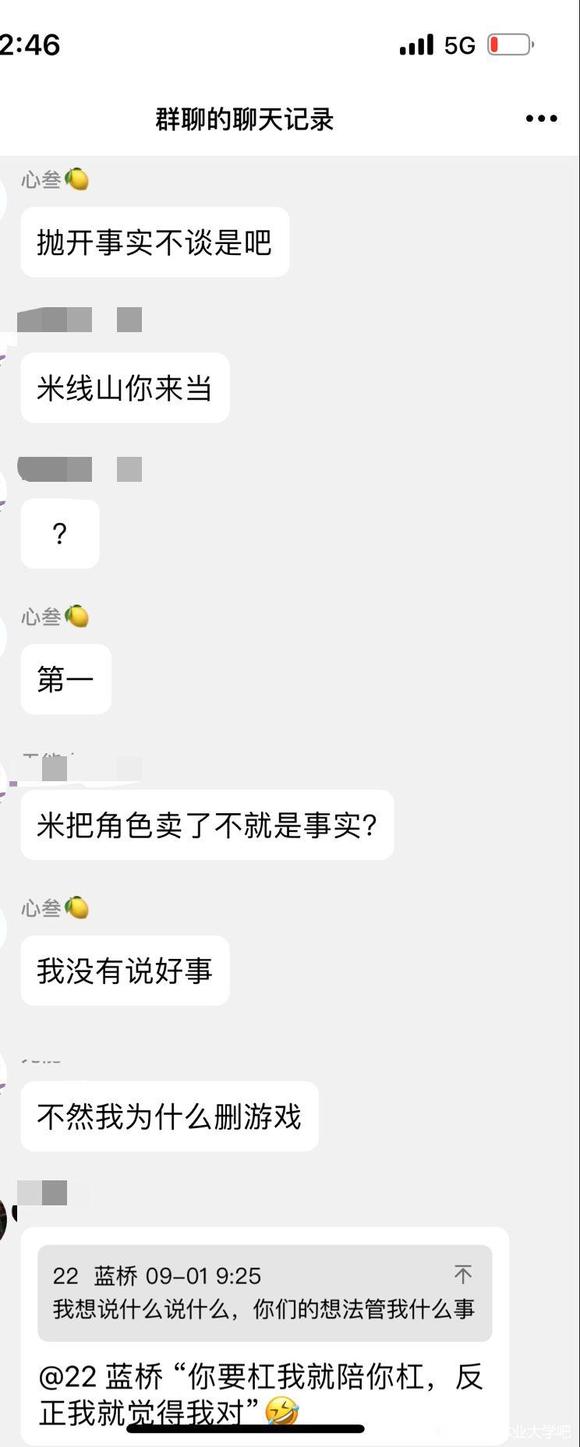 2:46
5G
群聊的聊天记录
心叁🍋
抛开事实不谈是吧
米线山你来当
?
心叁🍋
第一
米把角色卖了不就是事实?
心叁🍋
我没有说好事
不然我为什么删游戏
22 蓝桥 09-01 9:25
我想说什么说什么，你们的想法管我什么事
@22 蓝桥 “你要杠我就陪你杠，反
正我就觉得我对”🤣
业大学吧